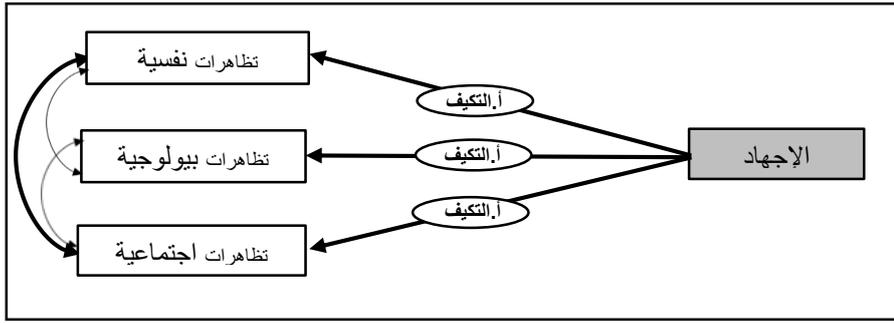 تظاهرات نفسية
أ.التكيف
الإجهاد
أ.التكيف
تظاهرات بيولوجية
أ.التكيف
تظاهرات اجتماعية